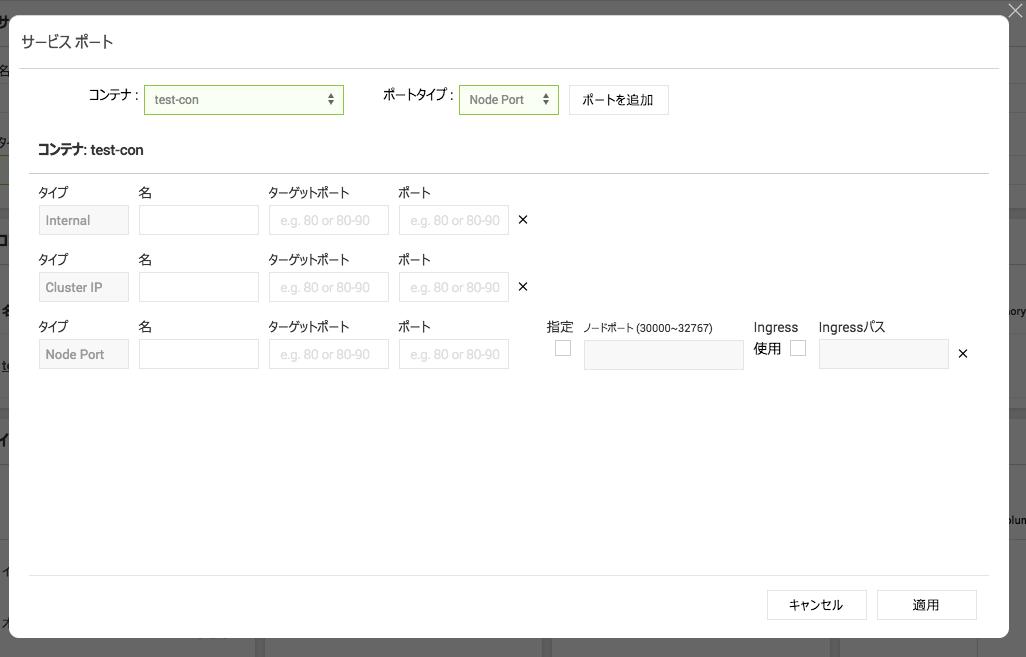 サービス ポート
コンテナ : test-con ポートタイプ : Node Port ポートを追加
コンテナ: test-con
タイプ 名 ターゲットポート ポート
Internal e.g. 80 or 80-90 e.g. 80 or 80-90 ×
タイプ 名 ターゲットポート ポート
Cluster IP e.g. 80 or 80-90 e.g. 80 or 80-90 ×
タイプ 名 ターゲットポート ポート 指定 ノードポート (30000~32767) Ingress Ingressパス
Node Port e.g. 80 or 80-90 e.g. 80 or 80-90 使用 ×
キャンセル 適用